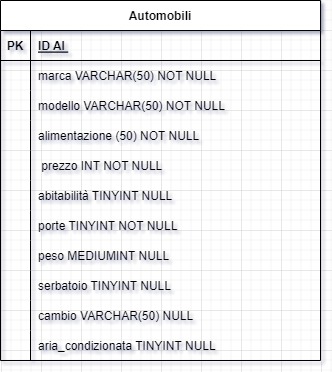 Automobili
PK ID AI
marca VARCHAR(50) NOT NULL
modello VARCHAR(50) NOT NULL
alimentazione (50) NOT NULL
prezzo INT NOT NULL
abitabilità TINYINT NULL
porte TINYINT NOT NULL
peso MEDIUMINT NULL
serbatoio TINYINT NULL
cambio VARCHAR(50) NULL
aria_condizionata TINYINT NULL